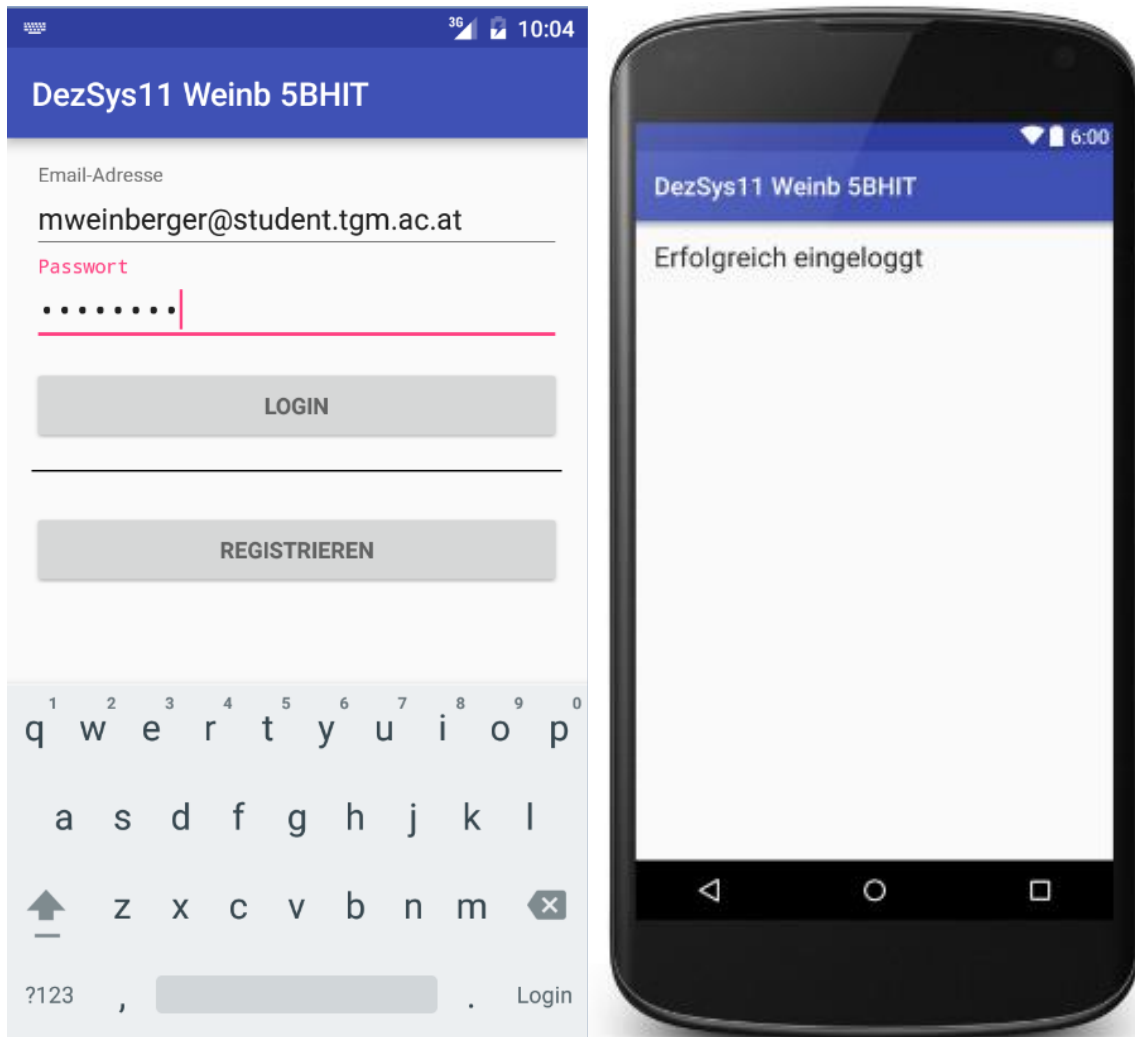 3G 10:04
DezSys11 Weinb 5BHIT
Email-Adresse
mweinberger@student.tgm.ac.at
Passwort
••••••••
LOGIN
REGISTRIEREN
1 2 3 4 5 6 7 8 9 0
q w e r t y u i o p
a s d f g h j k l
z x c v b n m
?123 , . Login
6:00
DezSys11 Weinb 5BHIT
Erfolgreich eingeloggt